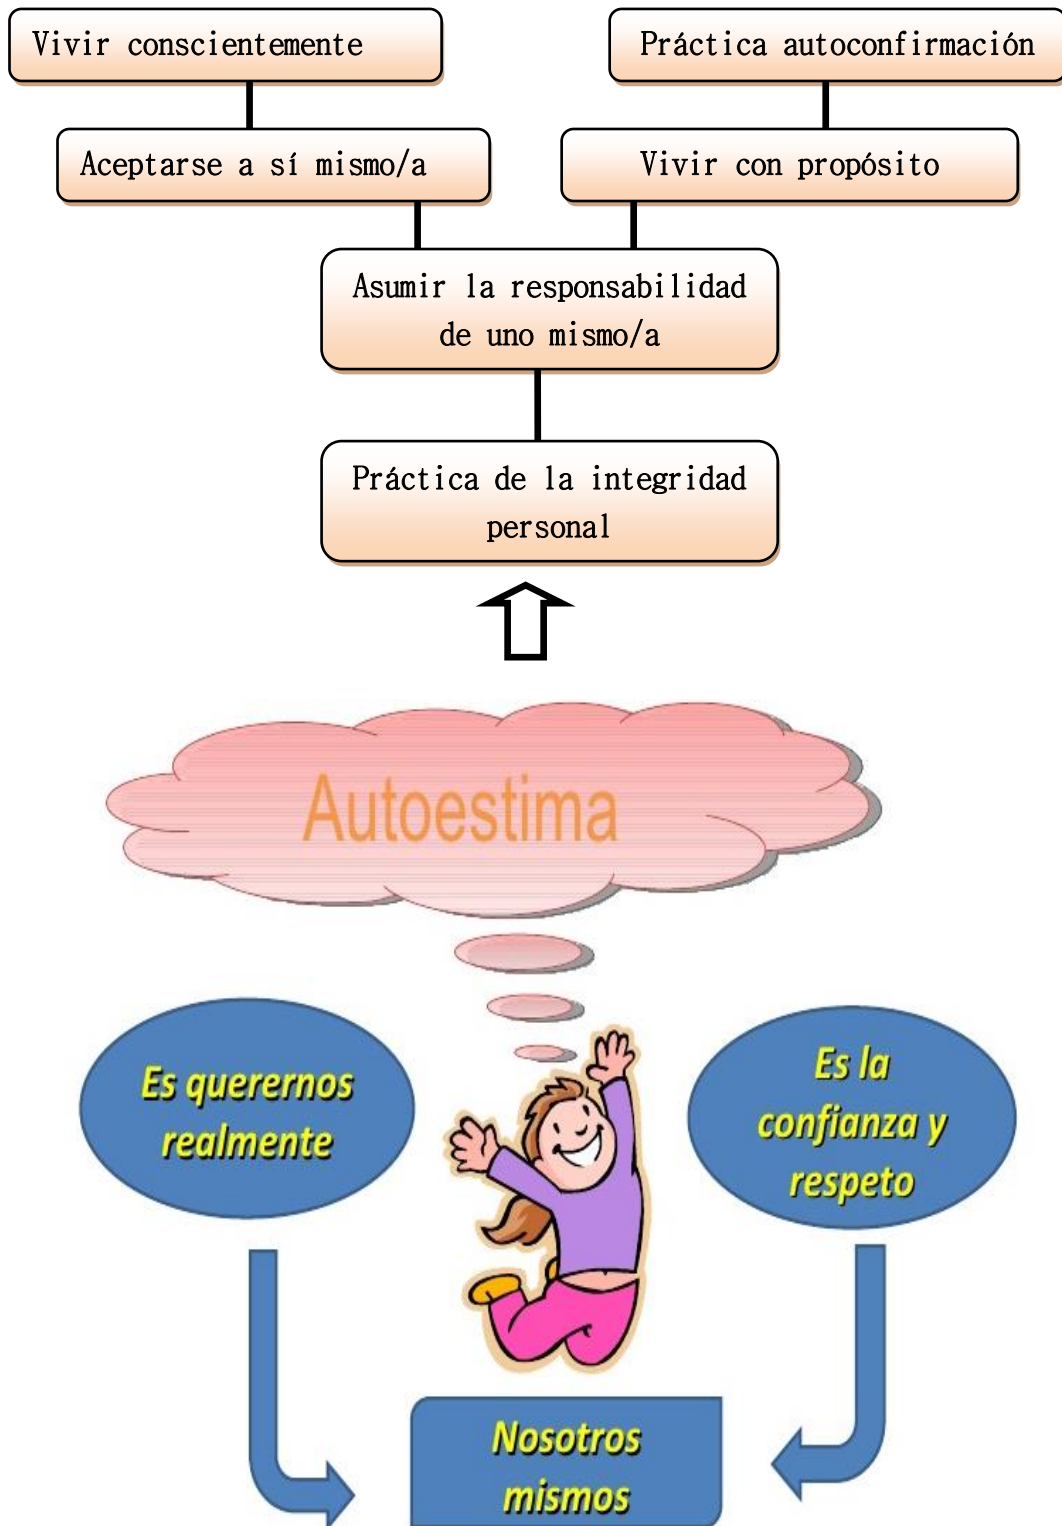 Vivir conscientemente
Práctica autoconfirmación
Aceptarse a sí mismo/a
Vivir con propósito
Asumir la responsabilidad
de uno mismo/a
Práctica de la integridad
personal
Autoestima
Es querernos
realmente
Es la
confianza y
respeto
Nosotros
mismos